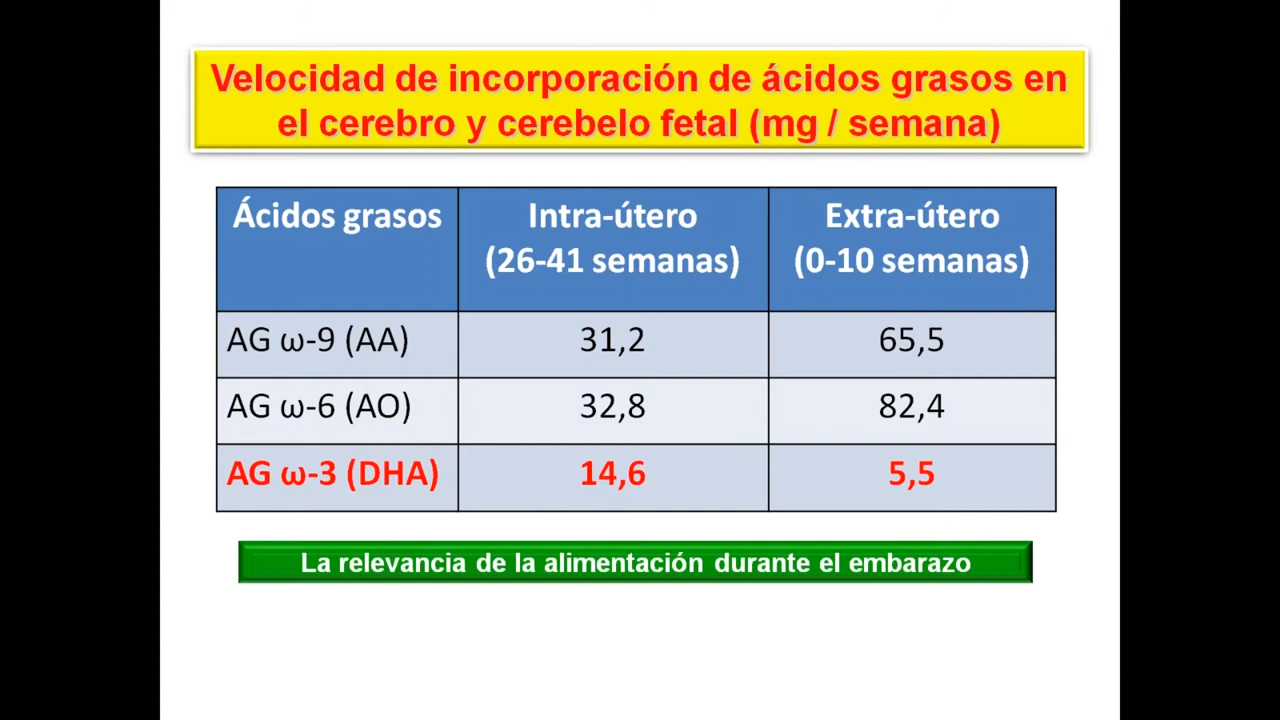 Velocidad de incorporación de ácidos grasos en
el cerebro y cerebelo fetal (mg / semana)
Ácidos grasos Intra-útero Extra-útero
(26-41 semanas) (0-10 semanas)
AG ω-9 (AA) 31,2 65,5
AG ω-6 (AO) 32,8 82,4
AG ω-3 (DHA) 14,6 5,5
La relevancia de la alimentación durante el embarazo